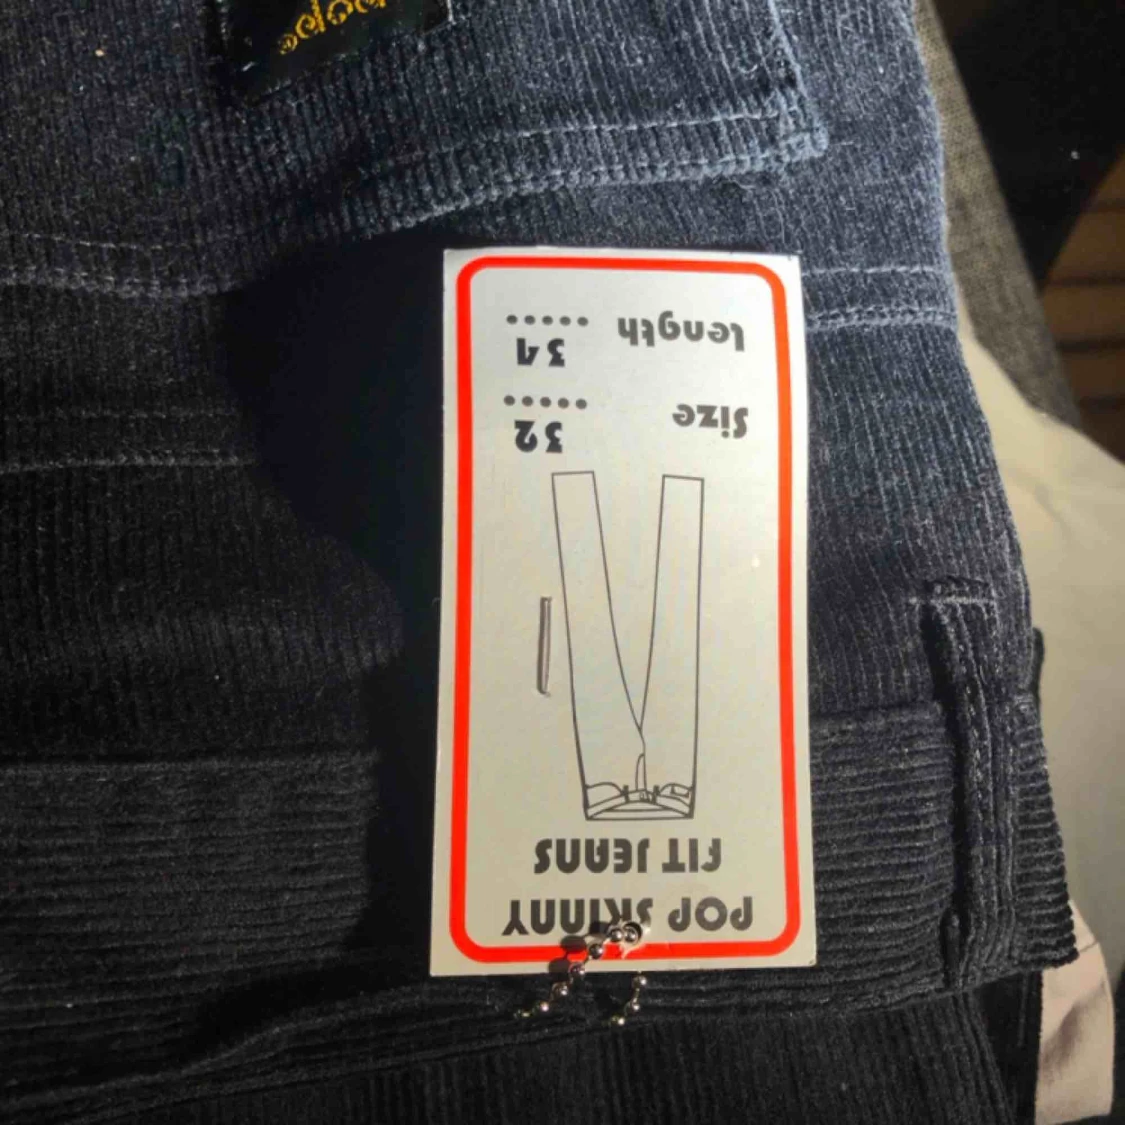 POP SKINNY
FIT JEANS
Size 32
.....
Length 34
.....